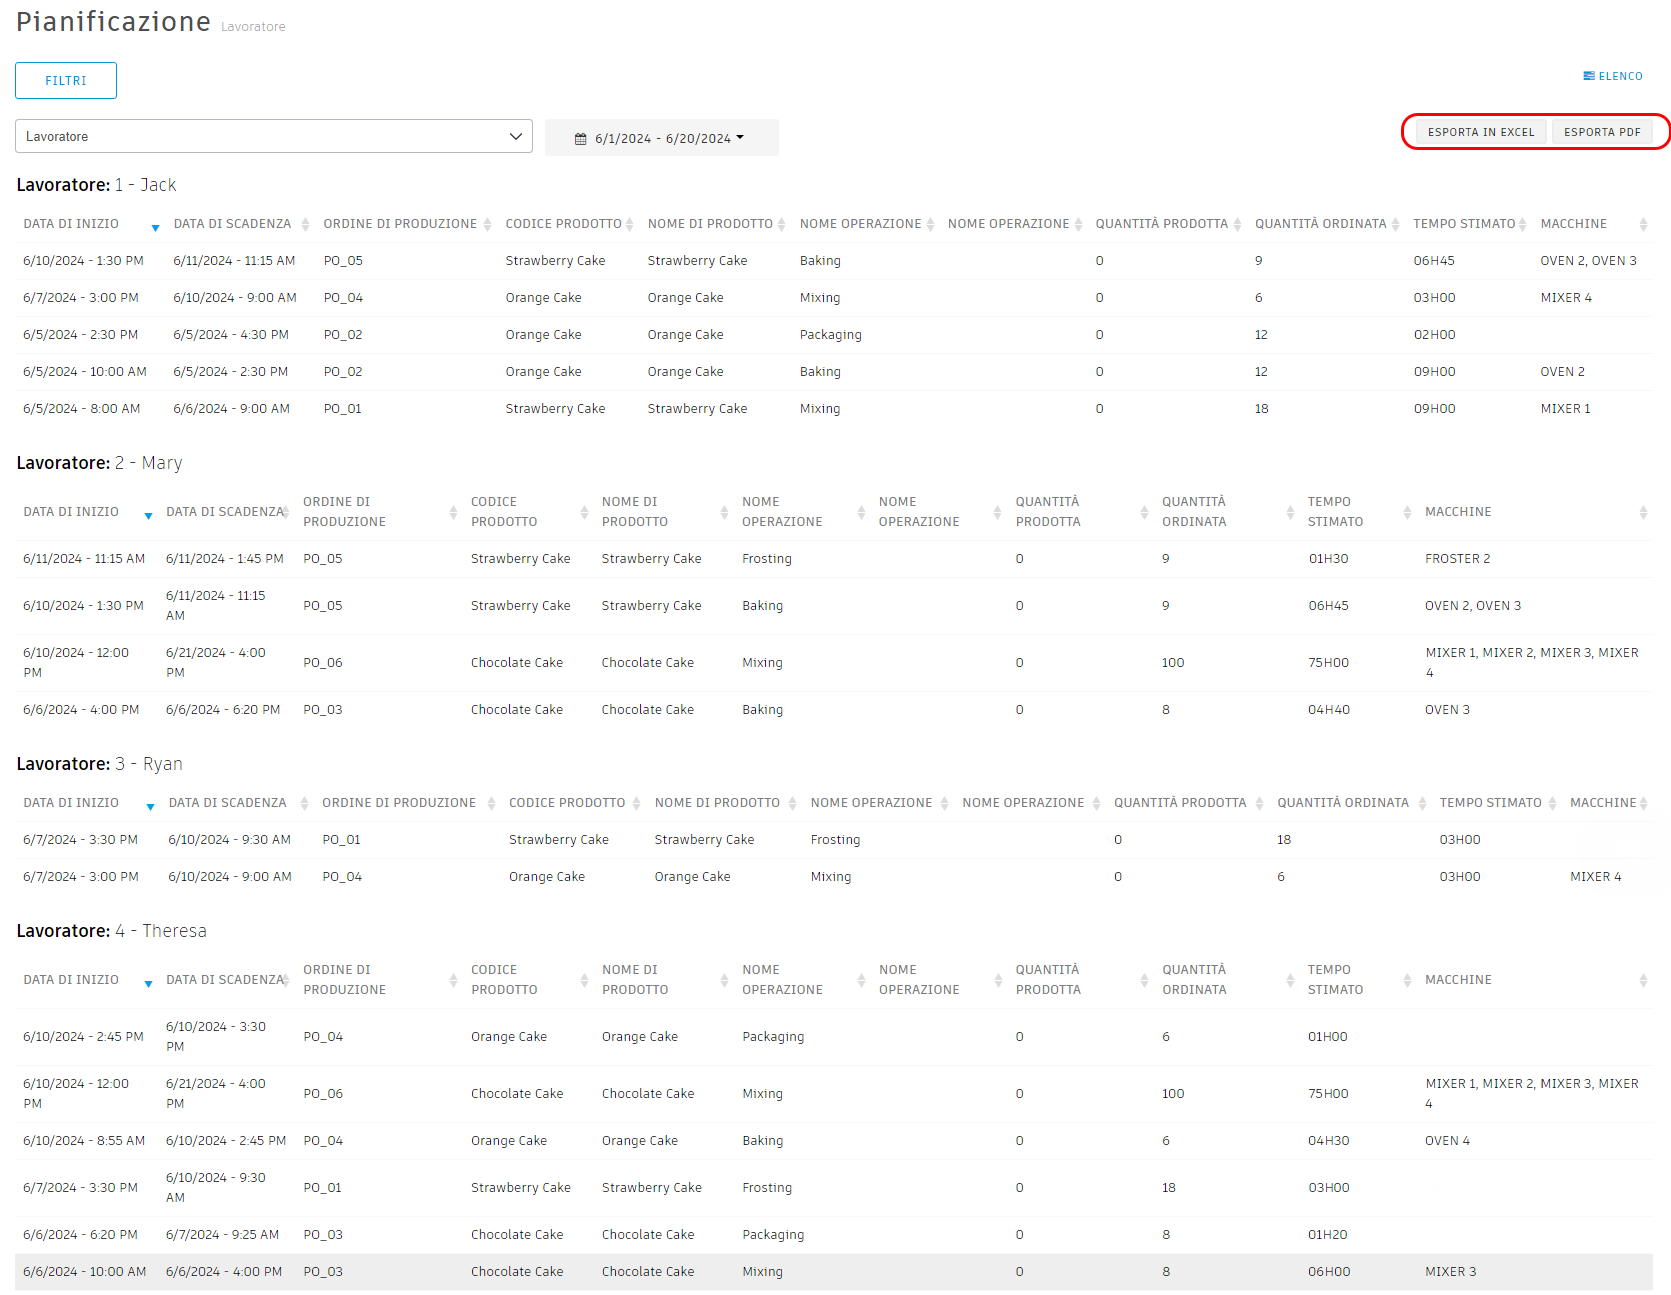 Pianificazione Lavoratore
FILTRI
ELENCO
Lavoratore
6/1/2024 - 6/20/2024
ESPORTA IN EXCEL ESPORTA PDF
Lavoratore: 1 - Jack
DATA DI INIZIO DATA DI SCADENZA ORDINE DI PRODUZIONE CODICE PRODOTTO NOME DI PRODOTTO NOME OPERAZIONE NOME OPERAZIONE QUANTITÀ PRODOTTA QUANTITÀ ORDINATA TEMPO STIMATO MACCHINE
6/10/2024 - 1:30 PM 6/11/2024 - 11:15 AM PO_05 Strawberry Cake Strawberry Cake Baking 0 9 06H45 OVEN 2, OVEN 3
6/7/2024 - 3:00 PM 6/10/2024 - 9:00 AM PO_04 Orange Cake Orange Cake Mixing 0 6 03H00 MIXER 4
6/5/2024 - 2:30 PM 6/5/2024 - 4:30 PM PO_02 Orange Cake Orange Cake Packaging 0 12 02H00
6/5/2024 - 10:00 AM 6/5/2024 - 2:30 PM PO_02 Orange Cake Orange Cake Baking 0 12 09H00 OVEN 2
6/5/2024 - 8:00 AM 6/6/2024 - 9:00 AM PO_01 Strawberry Cake Strawberry Cake Mixing 0 18 09H00 MIXER 1
Lavoratore: 2 - Mary
DATA DI INIZIO DATA DI SCADENZA ORDINE DI PRODUZIONE CODICE PRODOTTO NOME DI PRODOTTO NOME OPERAZIONE NOME OPERAZIONE QUANTITÀ PRODOTTA QUANTITÀ ORDINATA TEMPO STIMATO MACCHINE
6/11/2024 - 11:15 AM 6/11/2024 - 1:45 PM PO_05 Strawberry Cake Strawberry Cake Frosting 0 9 01H30 FROSTER 2
6/10/2024 - 1:30 PM 6/11/2024 - 11:15 AM PO_05 Strawberry Cake Strawberry Cake Baking 0 9 06H45 OVEN 2, OVEN 3
6/10/2024 - 12:00 PM 6/21/2024 - 4:00 PM PO_06 Chocolate Cake Chocolate Cake Mixing 0 100 75H00 MIXER 1, MIXER 2, MIXER 3, MIXER 4
6/6/2024 - 4:00 PM 6/6/2024 - 6:20 PM PO_03 Chocolate Cake Chocolate Cake Baking 0 8 04H40 OVEN 3
Lavoratore: 3 - Ryan
DATA DI INIZIO DATA DI SCADENZA ORDINE DI PRODUZIONE CODICE PRODOTTO NOME DI PRODOTTO NOME OPERAZIONE NOME OPERAZIONE QUANTITÀ PRODOTTA QUANTITÀ ORDINATA TEMPO STIMATO MACCHINE
6/7/2024 - 3:30 PM 6/10/2024 - 9:30 AM PO_01 Strawberry Cake Strawberry Cake Frosting 0 18 03H00
6/7/2024 - 3:00 PM 6/10/2024 - 9:00 AM PO_04 Orange Cake Orange Cake Mixing 0 6 03H00 MIXER 4
Lavoratore: 4 - Theresa
DATA DI INIZIO DATA DI SCADENZA ORDINE DI PRODUZIONE CODICE PRODOTTO NOME DI PRODOTTO NOME OPERAZIONE NOME OPERAZIONE QUANTITÀ PRODOTTA QUANTITÀ ORDINATA TEMPO STIMATO MACCHINE
6/10/2024 - 2:45 PM 6/10/2024 - 3:30 PM PO_04 Orange Cake Orange Cake Packaging 0 6 01H00
6/10/2024 - 12:00 PM 6/21/2024 - 4:00 PM PO_06 Chocolate Cake Chocolate Cake Mixing 0 100 75H00 MIXER 1, MIXER 2, MIXER 3, MIXER 4
6/10/2024 - 8:55 AM 6/10/2024 - 2:45 PM PO_04 Orange Cake Orange Cake Baking 0 6 04H30 OVEN 4
6/7/2024 - 3:30 PM 6/10/2024 - 9:30 AM PO_01 Strawberry Cake Strawberry Cake Frosting 0 18 03H00
6/6/2024 - 6:20 PM 6/7/2024 - 9:25 AM PO_03 Chocolate Cake Chocolate Cake Packaging 0 8 01H20
6/6/2024 - 10:00 AM 6/6/2024 - 4:00 PM PO_03 Chocolate Cake Chocolate Cake Mixing 0 8 06H00 MIXER 3